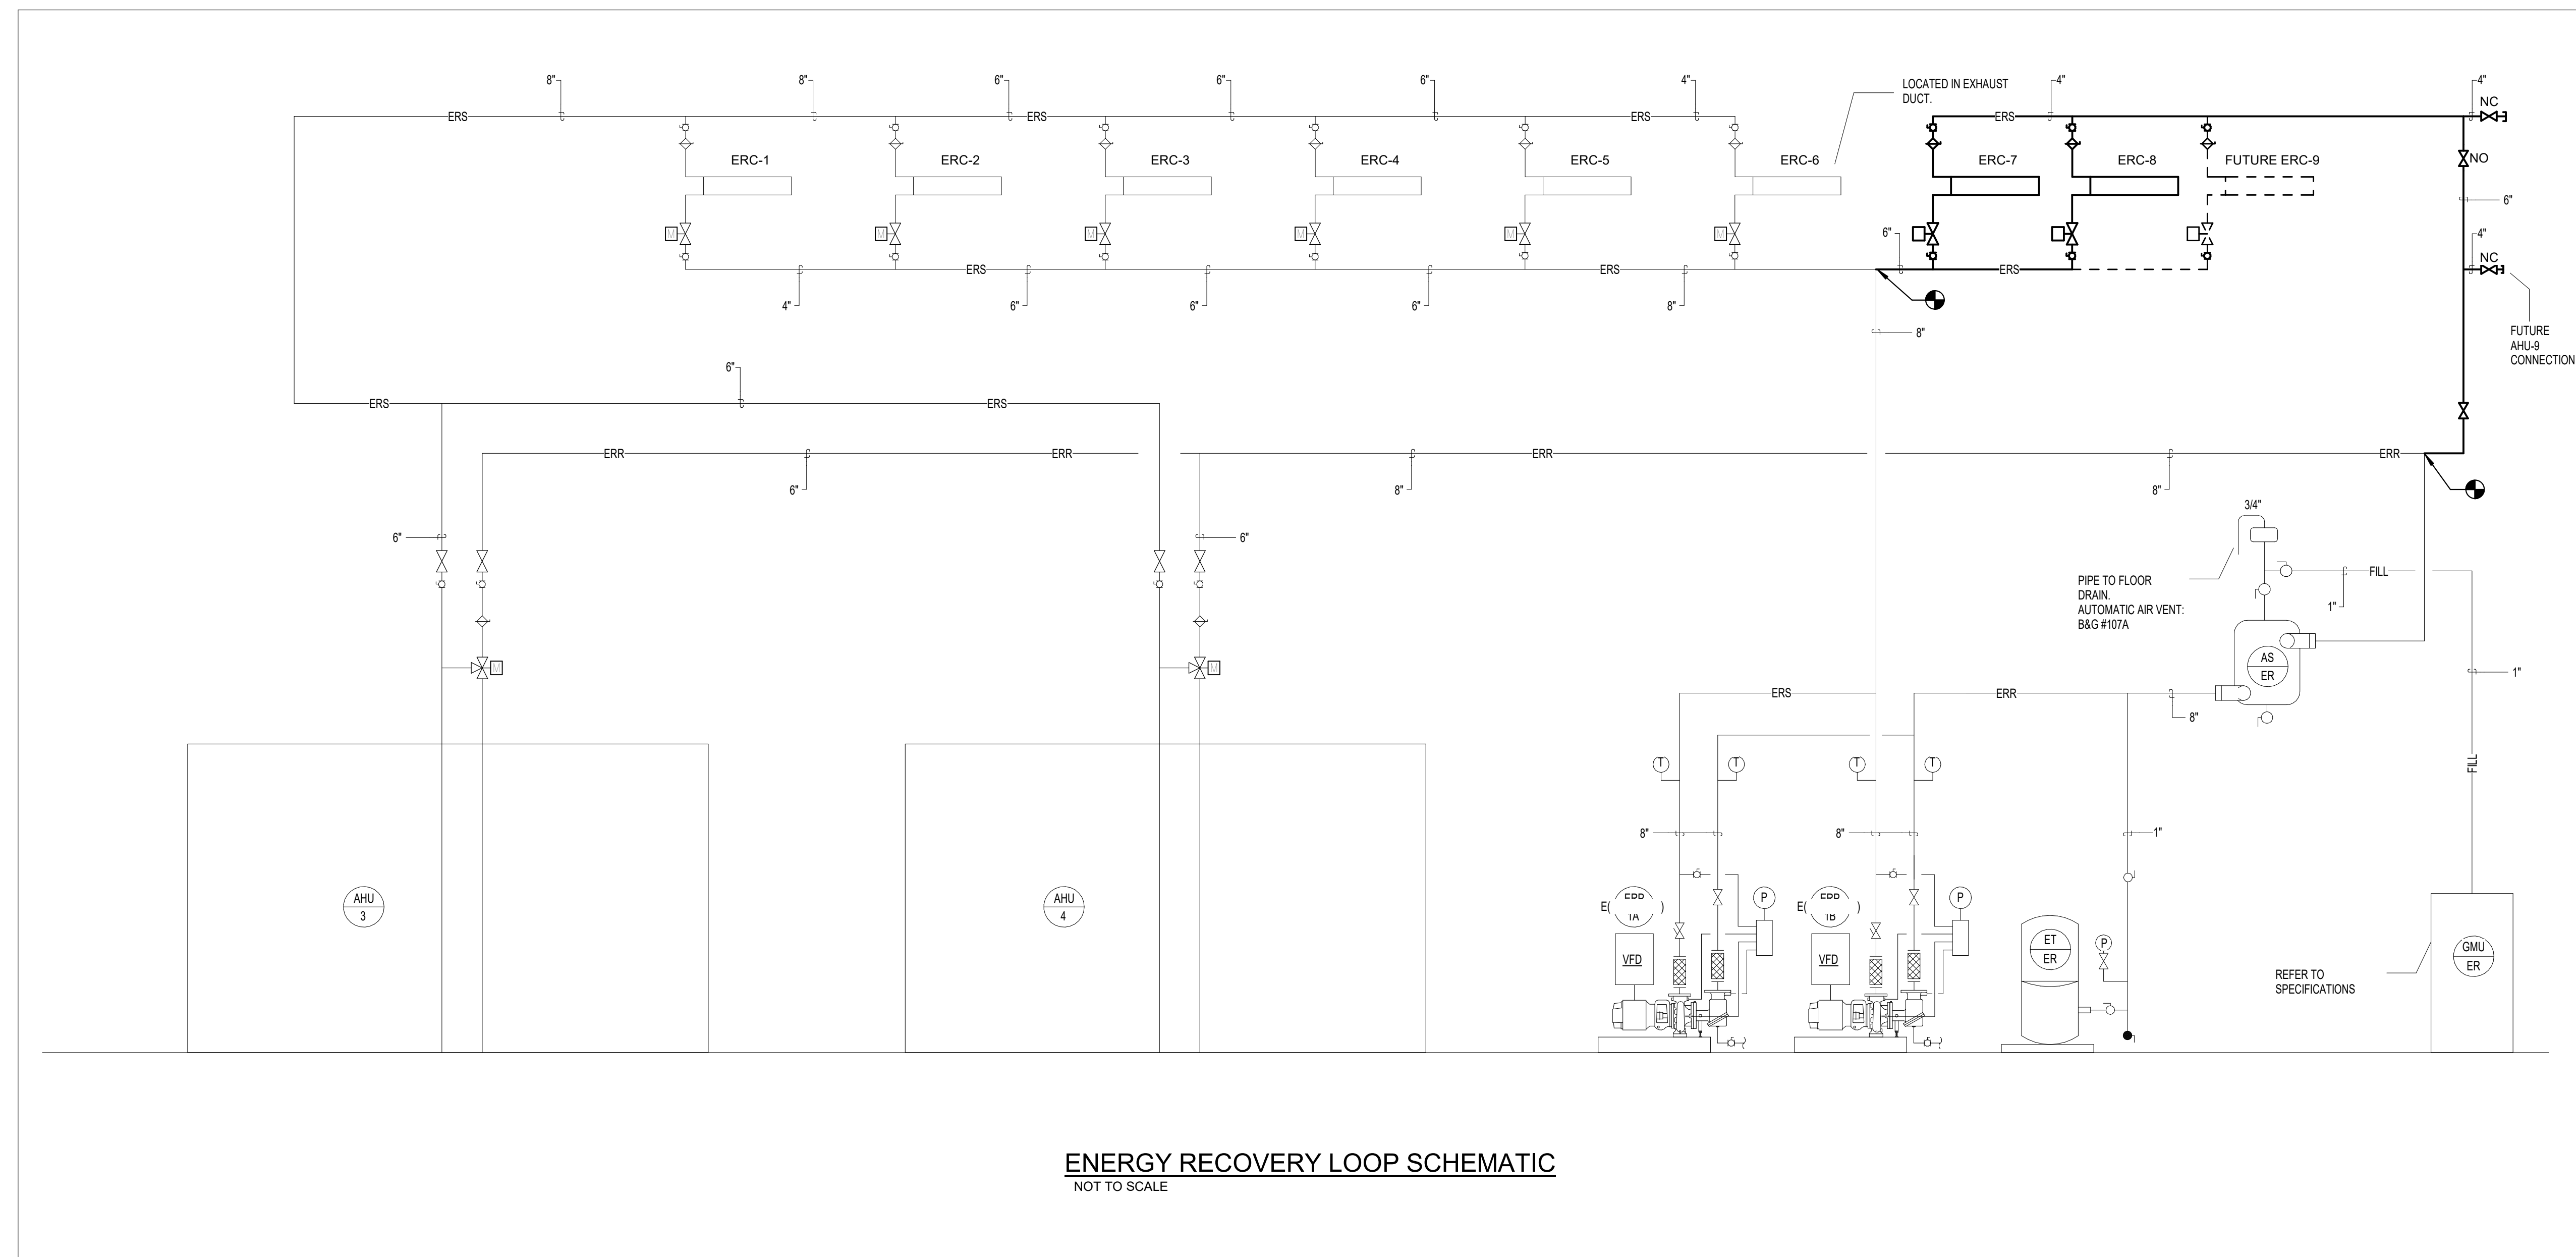 8" 8" 6" 6" 6" 4" 4" 4"
LOCATED IN EXHAUST
DUCT.
NC
ERS ERS ERS ERS
ERC-1 ERC-2 ERC-3 ERC-4 ERC-5 ERC-6 ERC-7 ERC-8 FUTURE ERC-9
NO
6"
M M M M M M
6" 4"
NC
ERS ERS ERS
4" 6" 6" 6" 8"
8"
FUTURE
AHU-9
CONNECTION
6"
ERS ERS
ERR ERR ERR ERR
6" 8" 8"
6" 6"
3/4"
PIPE TO FLOOR
DRAIN.
AUTOMATIC AIR VENT:
B&G #107A
FILL
1"
M M
AS
ER
1"
ERS ERR
8"
FILL
T T T T
8" 8" 1"
AHU
3
AHU
4
E( 1A )
P
E( 1B )
P
VFD VFD
ET
ER
P
GMU
ER
REFER TO
SPECIFICATIONS
ENERGY RECOVERY LOOP SCHEMATIC
NOT TO SCALE